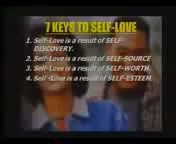 7 KEYS TO SELF-LOVE
1. Self-Love is a result of SELF-
DISCOVERY.
2. Self-Love is a result of SELF-SOURCE
3. Self-Love is a result of SELF-WORTH.
4. Self-Love is a result of SELF-ESTEEN.